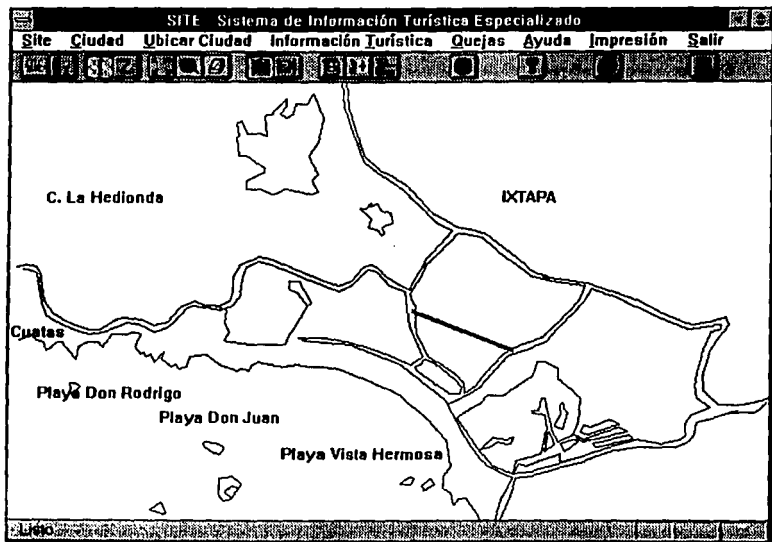 SITE - Sistema de Información Turística Especializado
Site Ciudad Ubicar Ciudad Información Turística Quejas Ayuda Impresión Salir
C. La Hedionda
IXTAPA
Cuatas
Playa Don Rodrigo
Playa Don Juan
Playa Vista Hermosa
Listo